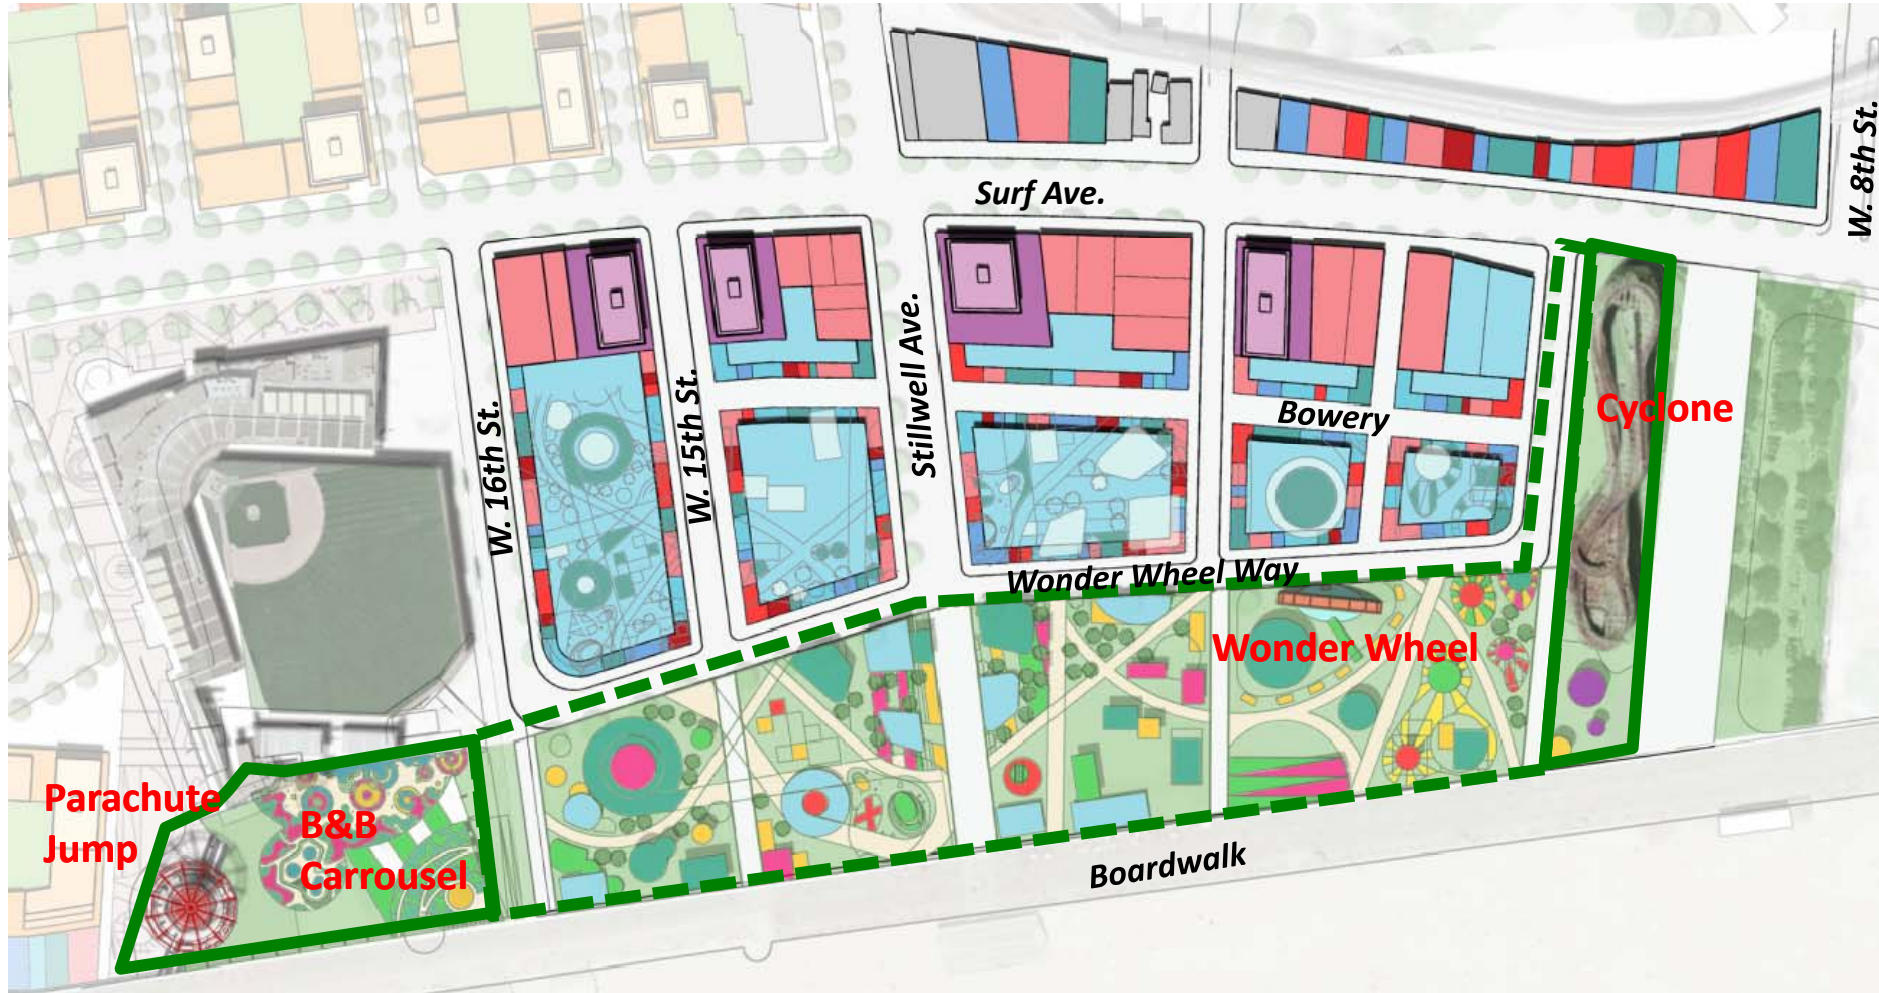 W. 8th St.
Surf Ave.
Cyclone
Stillwell Ave.
W. 15th St.
W. 16th St.
Bowery
Wonder Wheel Way
Wonder Wheel
Parachute
Jump
B&B
Carrousel
Boardwalk